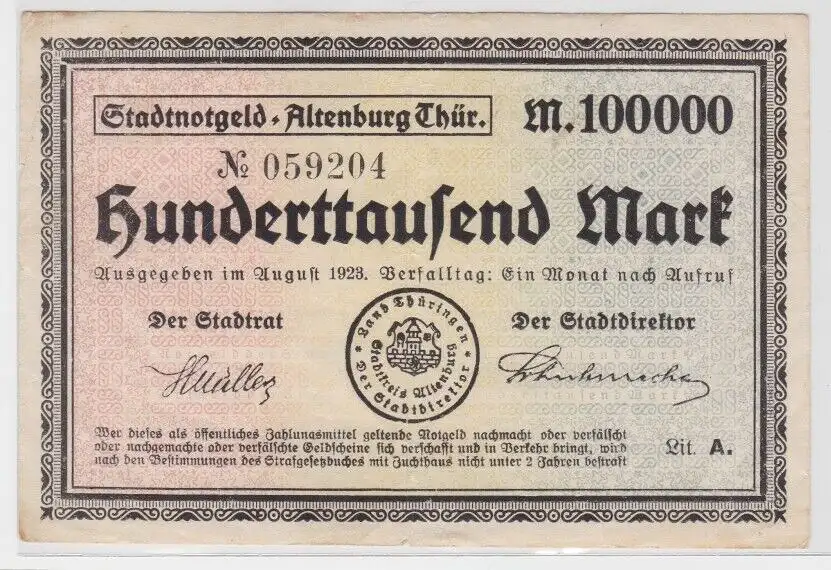 Stadtnotgeld · Altenburg Thür.
M. 100000
№ 059204
Hunderttauſend Mark
Ausgegeben im Auguſt 1923. Verfalltag: Ein Monat nach Aufruf
Der Stadtrat
Der Stadtdirektor
* Land Thüringen *
Stadtkreis Altenburg
Der Stadtdirektor
Wer dieſes als öffentliches Zahlungsmittel geltende Notgeld nachmacht oder verfälſcht
oder nachgemachte oder verfälſchte Geldſcheine ſich verſchafft und in Verkehr bringt, wird
nach den Beſtimmungen des Strafgeſetzbuches mit Zuchthaus nicht unter 2 Jahren beſtraft
Lit. A.